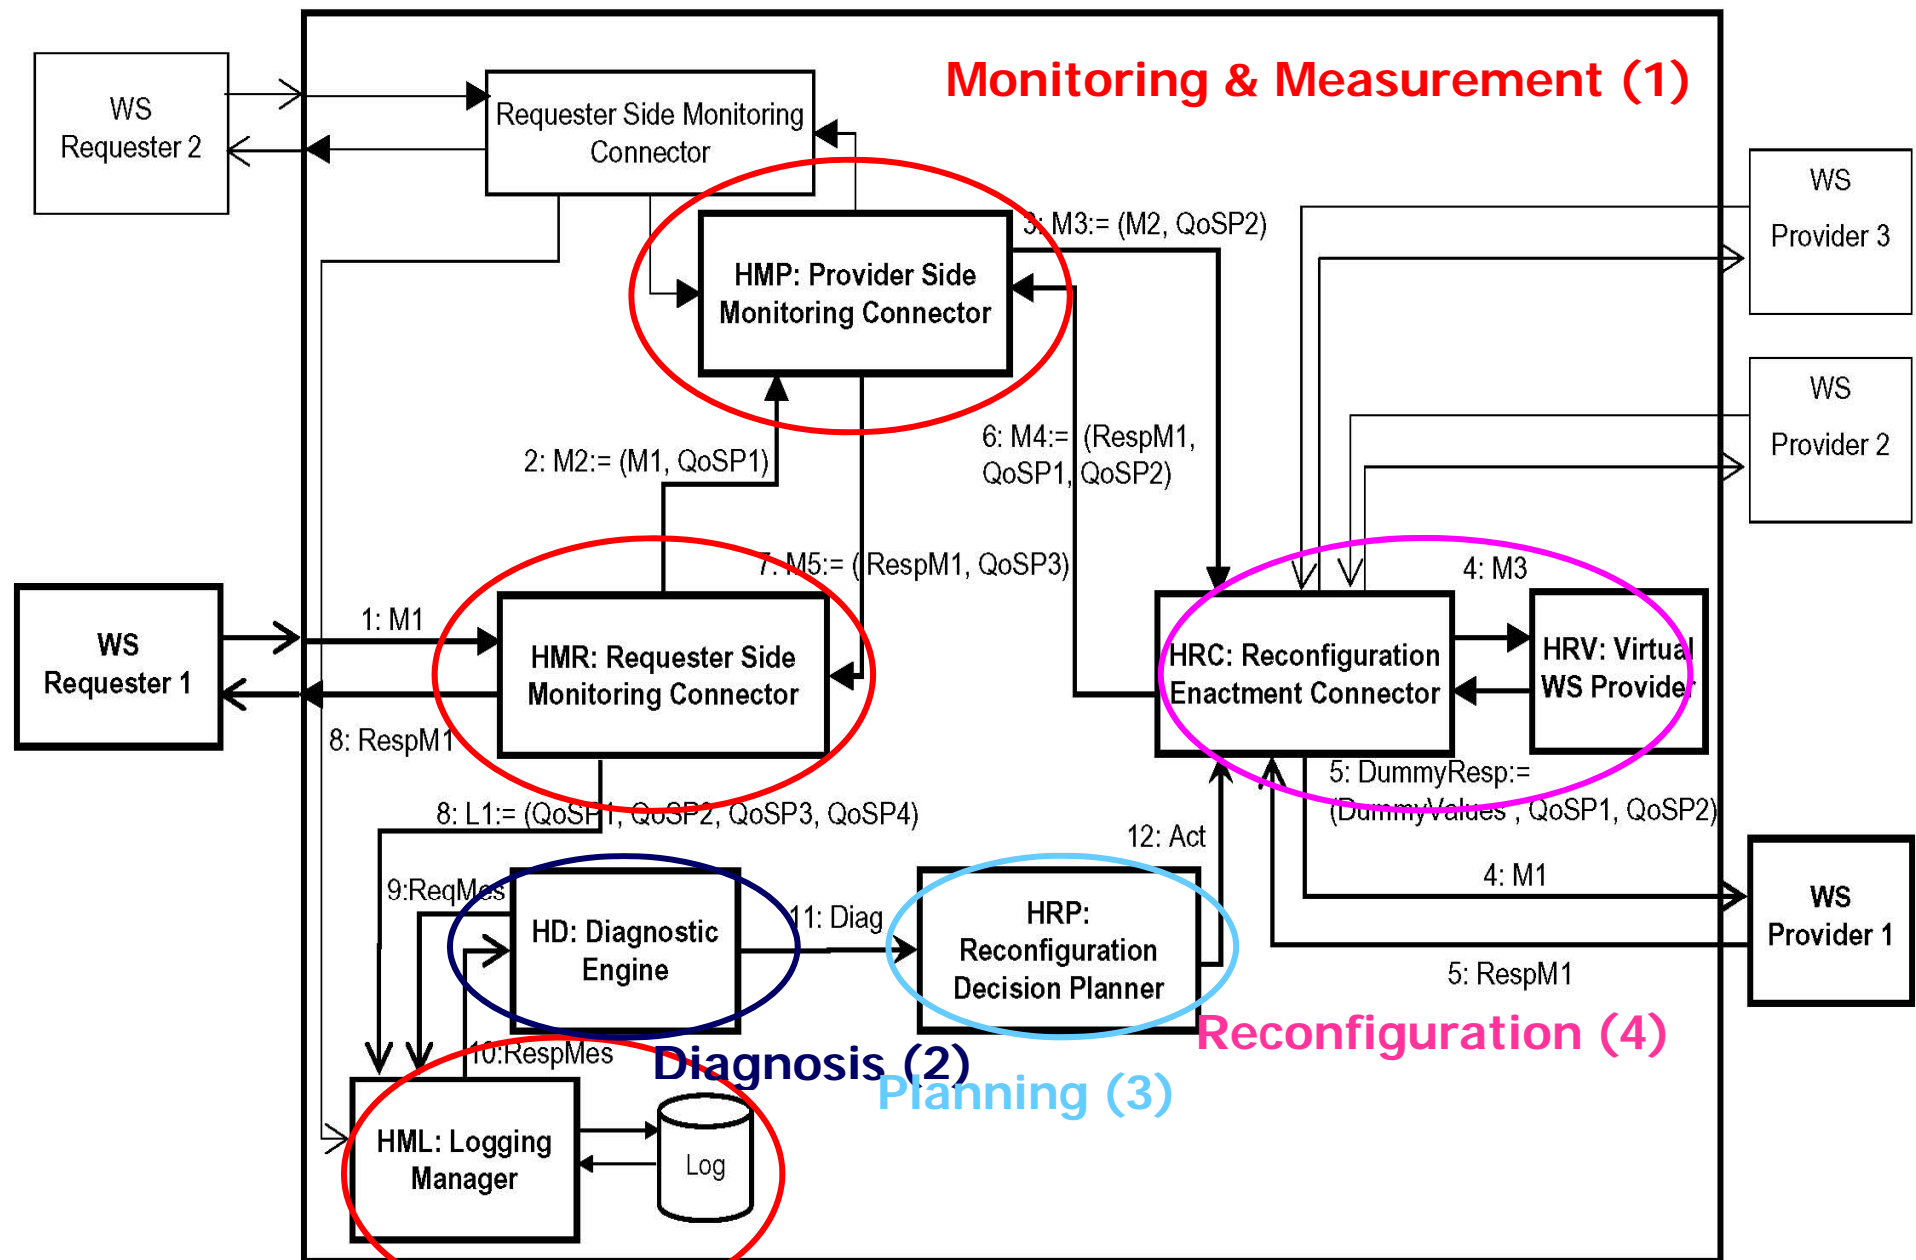 Monitoring & Measurement (1)
WS
Requester 2
Requester Side Monitoring
Connector
WS
Provider 3
3: M3:= (M2, QoSP2)
HMP: Provider Side
Monitoring Connector
WS
Provider 2
6: M4:= (RespM1,
QoSP1, QoSP2)
2: M2:= (M1, QoSP1)
7: M5:= ( RespM1, QoSP3)
4: M3
1: M1
WS
Requester 1
HMR: Requester Side
Monitoring Connector
HRC: Reconfiguration
Enactment Connector
HRV: Virtual
WS Provider
8: RespM1
5: DummyResp:=
(DummyValues , QoSP1, QoSP2)
8: L1:= (QoSP1, QoSP2, QoSP3, QoSP4)
12: Act
4: M1
9:ReqMes
11: Diag
HD: Diagnostic
Engine
HRP:
Reconfiguration
Decision Planner
WS
Provider 1
5: RespM1
Reconfiguration (4)
10:RespMes
Diagnosis (2)
Planning (3)
HML: Logging
Manager
Log